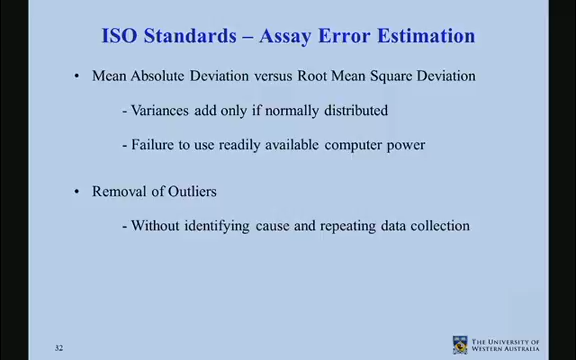 ISO Standards – Assay Error Estimation
• Mean Absolute Deviation versus Root Mean Square Deviation
- Variances add only if normally distributed
- Failure to use readily available computer power
• Removal of Outliers
- Without identifying cause and repeating data collection
32
THE UNIVERSITY OF
WESTERN AUSTRALIA